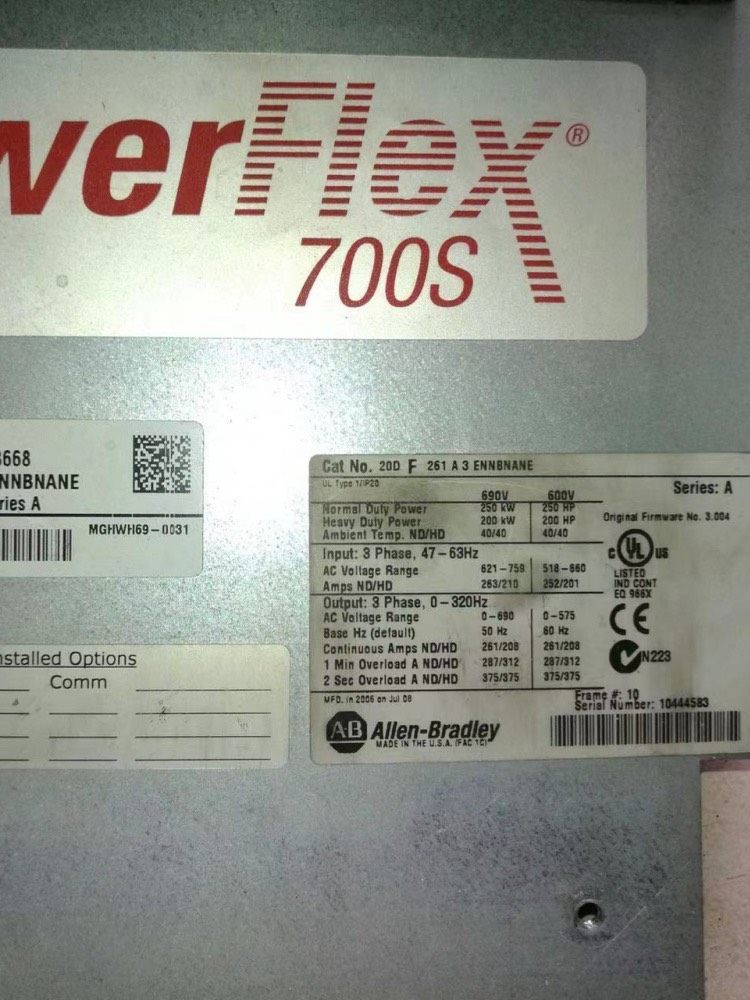 werFlex®
700S
668
NNBNANE
ries A
MGHWH69-0031
nstalled Options
Comm
Cat No. 20D F 261 A 3 ENNBNANE
UL Type 1/IP20
Series: A
690V 600V
Normal Duty Power 250 kW 250 HP
Heavy Duty Power 200 kW 200 HP
Ambient Temp. ND/HD 40/40 40/40
Original Firmware No. 3.004
Input: 3 Phase, 47-63Hz
AC Voltage Range 621-759 518-660
Amps ND/HD 263/210 252/201
Output: 3 Phase, 0-320Hz
AC Voltage Range 0-690 0-575
Base Hz (default) 50 Hz 60 Hz
Continuous Amps ND/HD 261/208 261/208
1 Min Overload A ND/HD 287/312 287/312
2 Sec Overload A ND/HD 375/375 375/375
C UL US
LISTED
IND CONT
EQ 966X
CE
N223
MFD. in 2006 on Jul 08
Frame #: 10
Serial Number: 10444583
AB Allen-Bradley
MADE IN THE U.S.A. (FAC 1C)